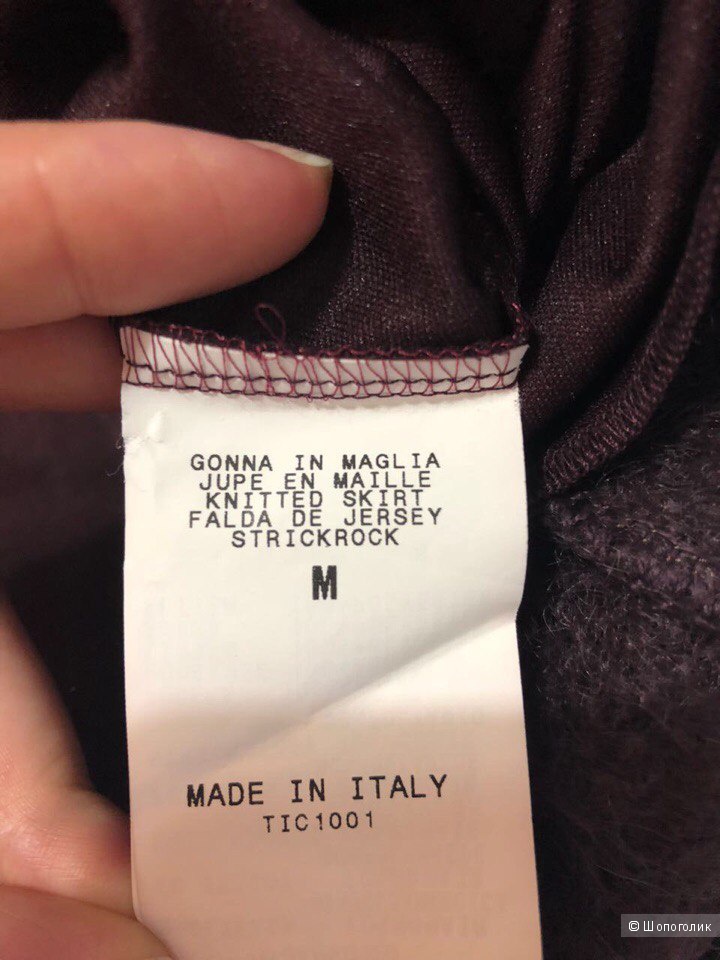 GONNA IN MAGLIA
JUPE EN MAILLE
KNITTED SKIRT
FALDA DE JERSEY
STRICKROCK
M
MADE IN ITALY
TIC1001
© Шопоголик